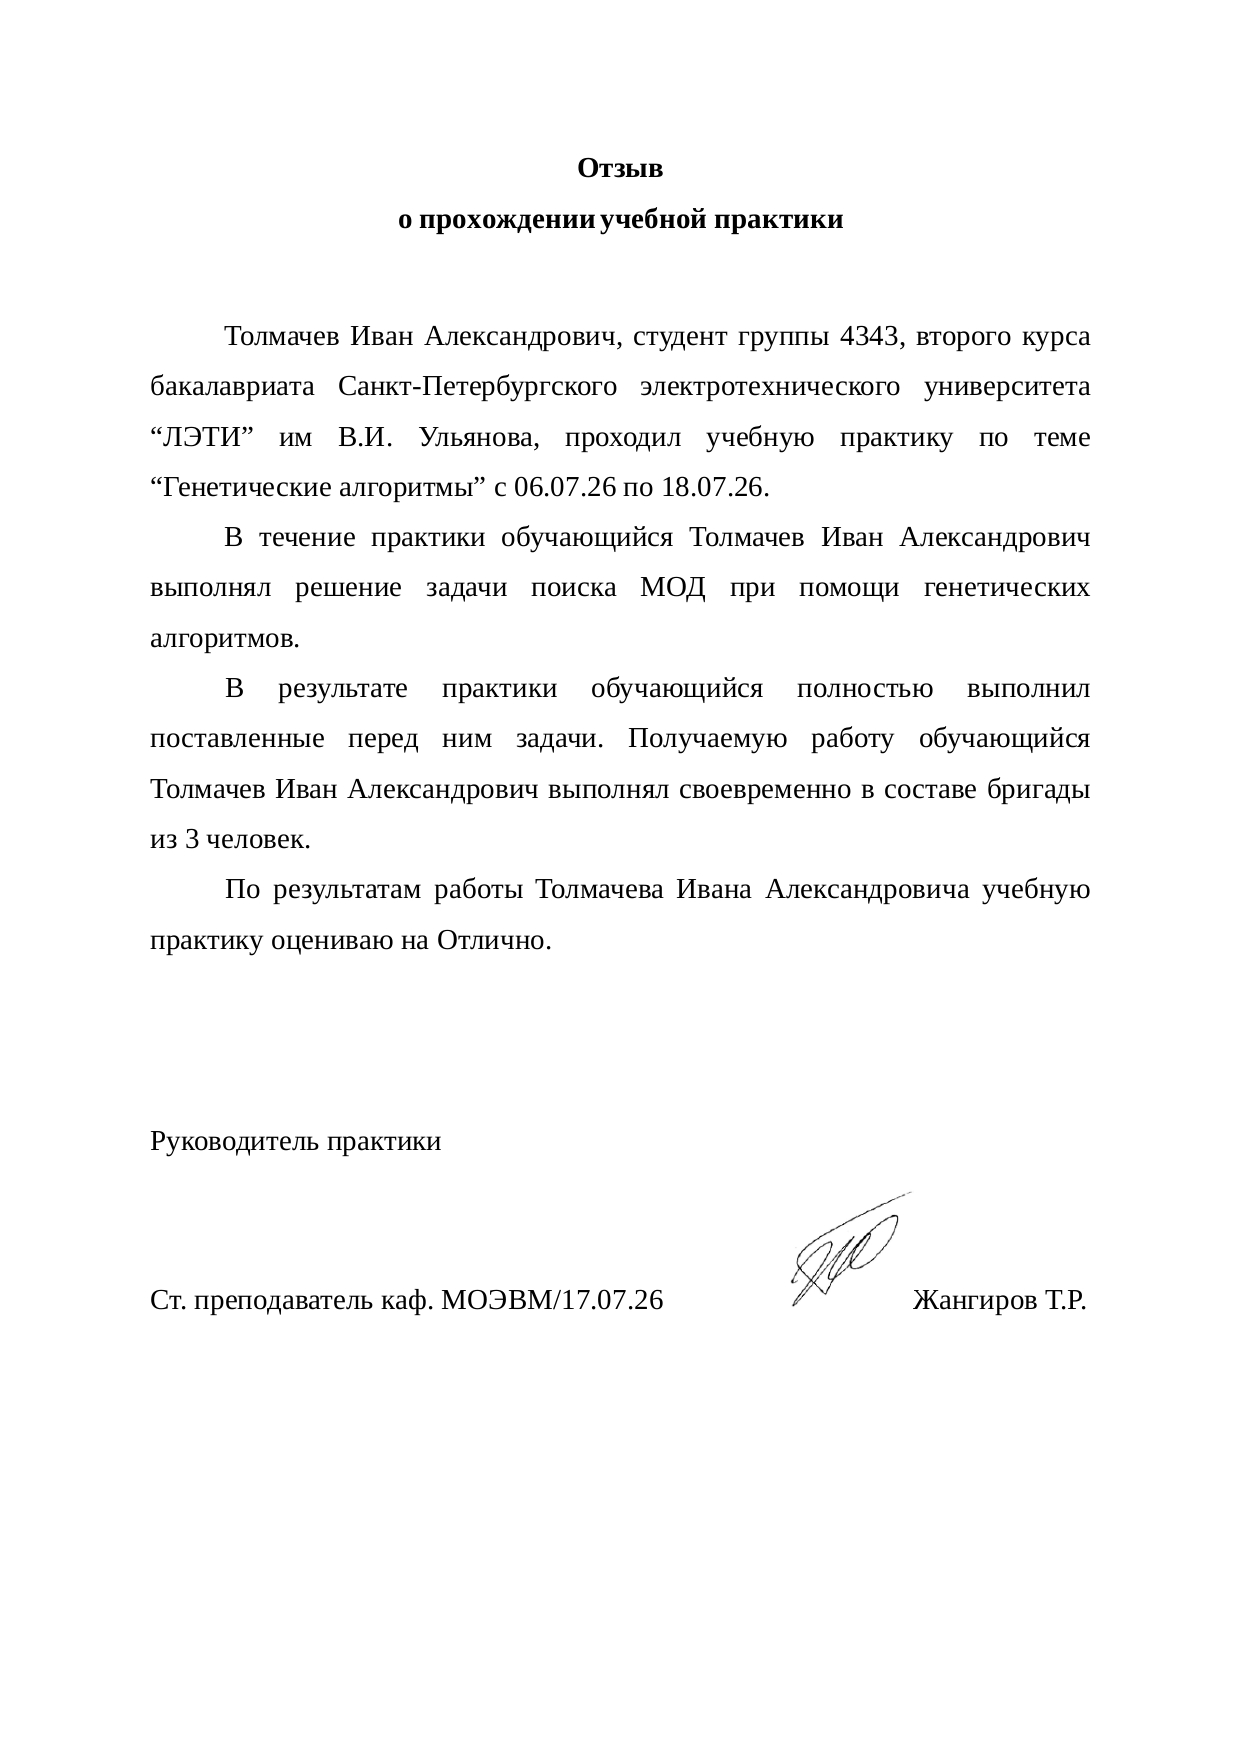 Отзыв
о прохождении учебной практики
Толмачев Иван Александрович, студент группы 4343, второго курса
бакалавриата Санкт-Петербургского электротехнического университета
“ЛЭТИ” им В.И. Ульянова, проходил учебную практику по теме
“Генетические алгоритмы” с 06.07.26 по 18.07.26.
В течение практики обучающийся Толмачев Иван Александрович
выполнял решение задачи поиска МОД при помощи генетических
алгоритмов.
В результате практики обучающийся полностью выполнил
поставленные перед ним задачи. Получаемую работу обучающийся
Толмачев Иван Александрович выполнял своевременно в составе бригады
из 3 человек.
По результатам работы Толмачева Ивана Александровича учебную
практику оцениваю на Отлично.
Руководитель практики
Ст. преподаватель каф. МОЭВМ/17.07.26 Жангиров Т.Р.